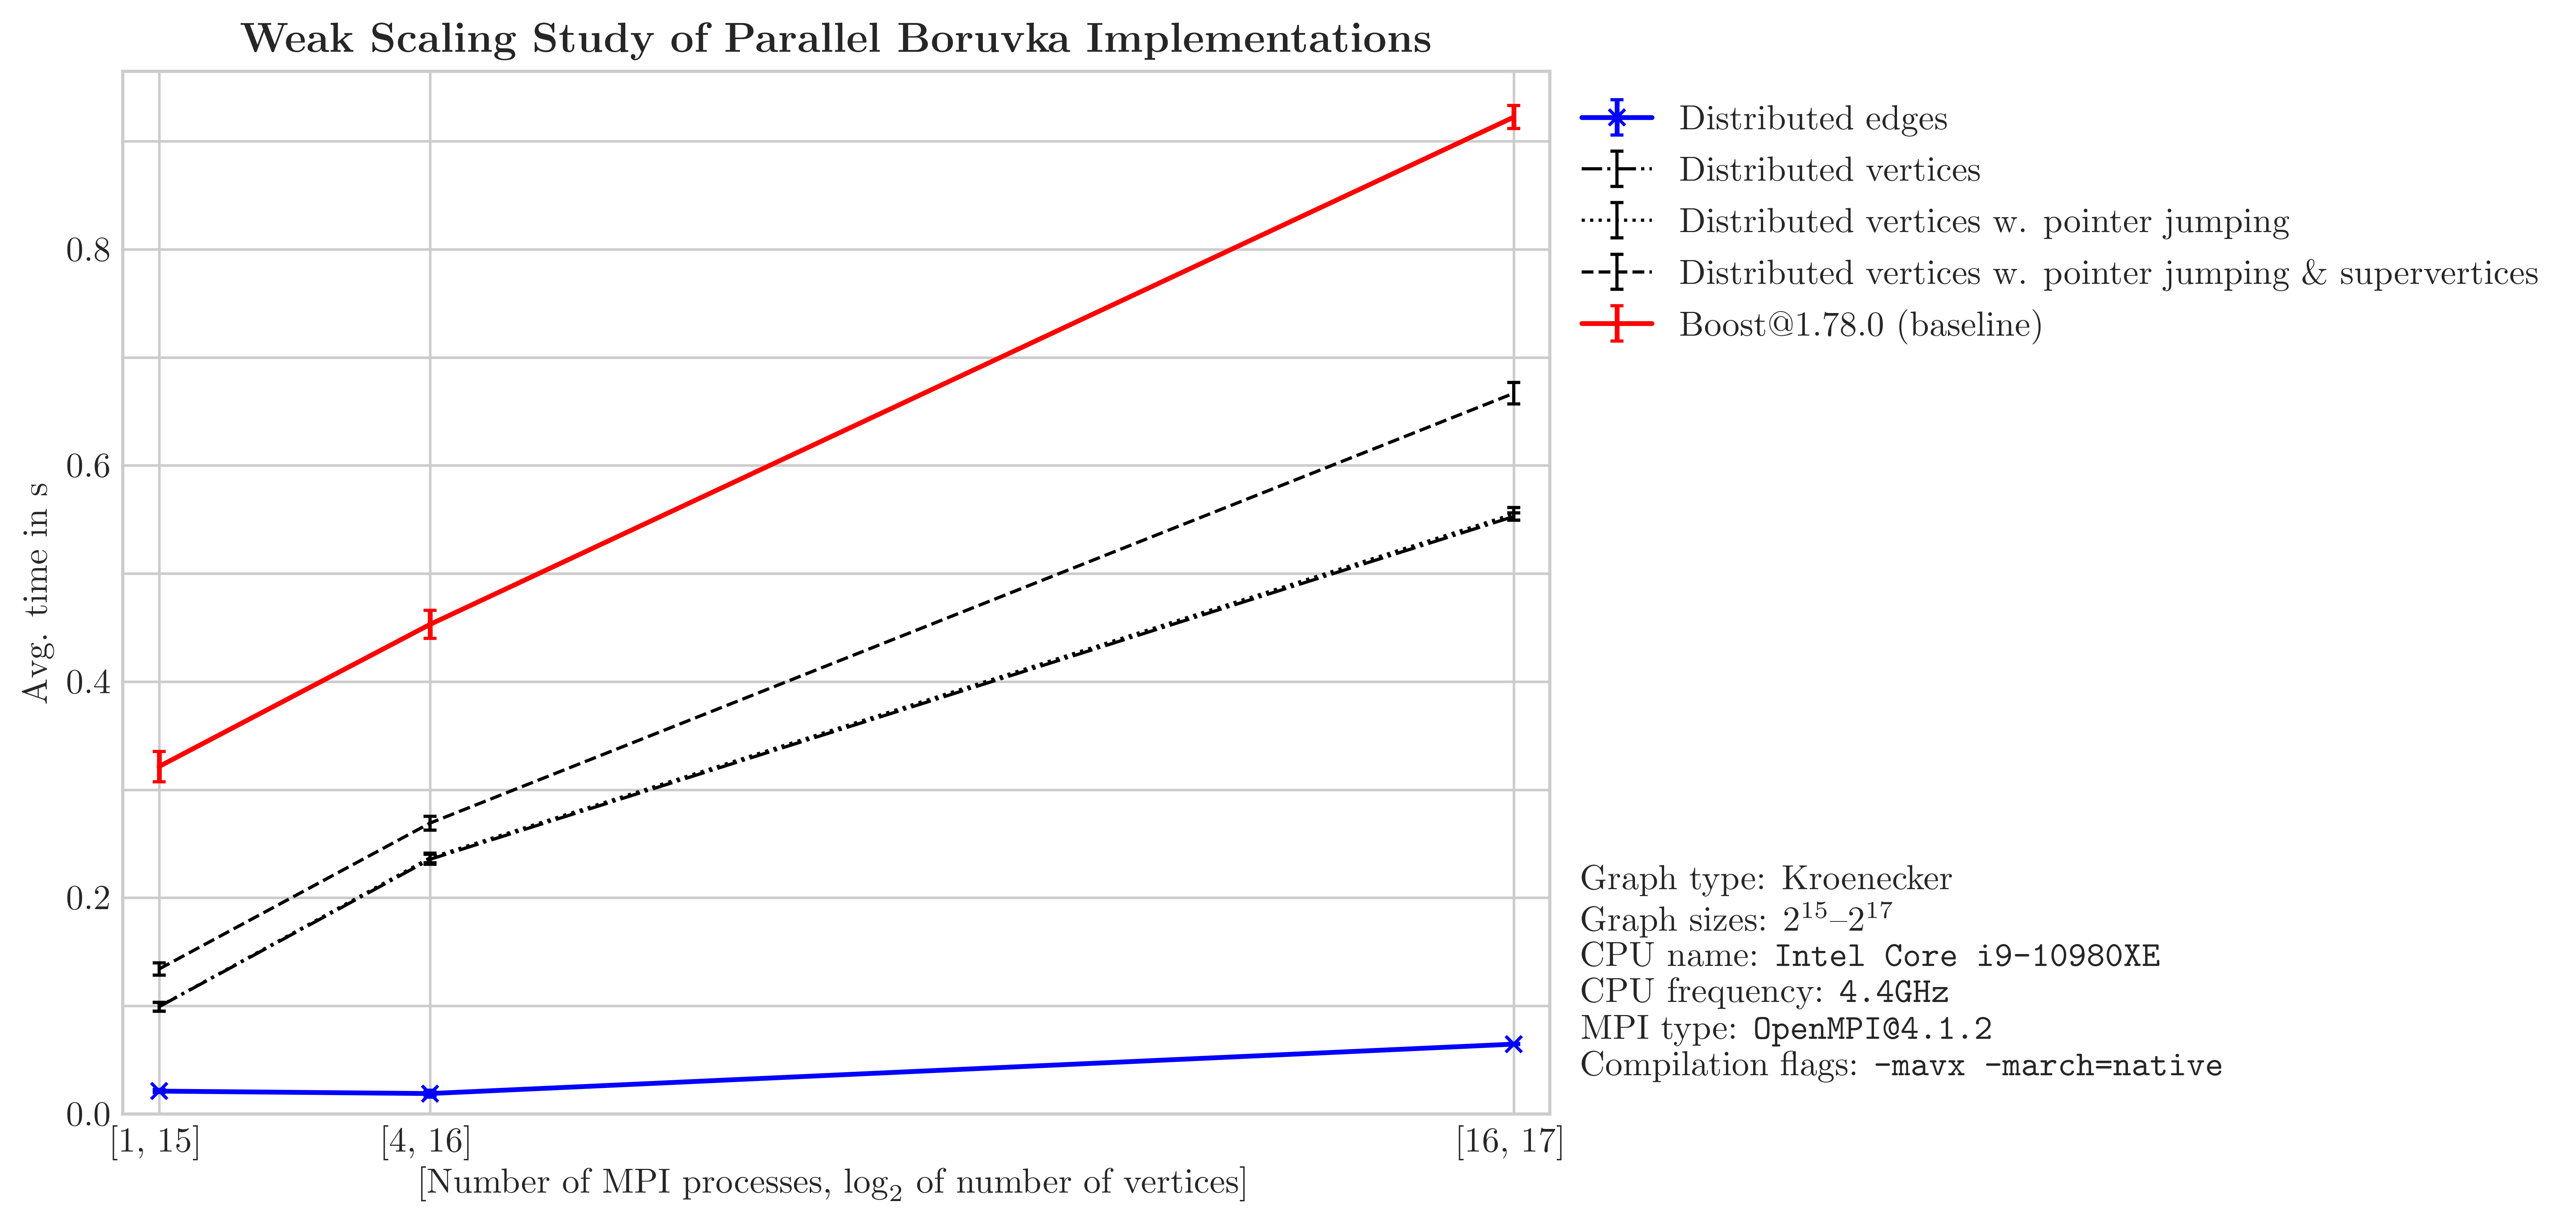 Weak Scaling Study of Parallel Boruvka Implementations
Avg. time in s
0.8
0.6
0.4
0.2
0.0
[1, 15]
[4, 16]
[16, 17]
[Number of MPI processes, log₂ of number of vertices]
Distributed edges
Distributed vertices
Distributed vertices w. pointer jumping
Distributed vertices w. pointer jumping & supervertices
Boost@1.78.0 (baseline)
Graph type: Kroenecker
Graph sizes: 2¹⁵–2¹⁷
CPU name: Intel Core i9-10980XE
CPU frequency: 4.4GHz
MPI type: OpenMPI@4.1.2
Compilation flags: -mavx -march=native